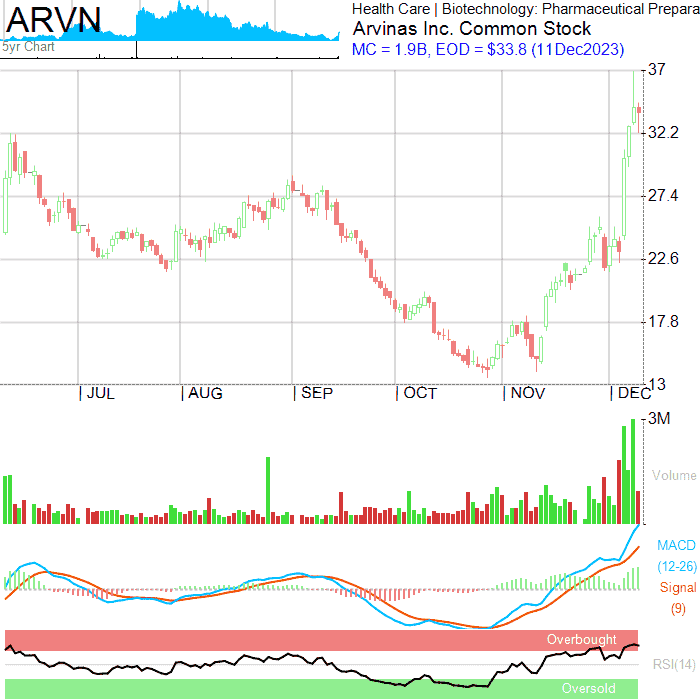 ARVN
5yr Chart
Health Care | Biotechnology: Pharmaceutical Prepara
Arvinas Inc. Common Stock
MC = 1.9B, EOD = $33.8 (11Dec2023)
37
32.2
27.4
22.6
17.8
13
| JUL | AUG | SEP | OCT | NOV | DEC
3M
Volume
MACD
(12-26)
Signal
(9)
Overbought
RSI(14)
Oversold